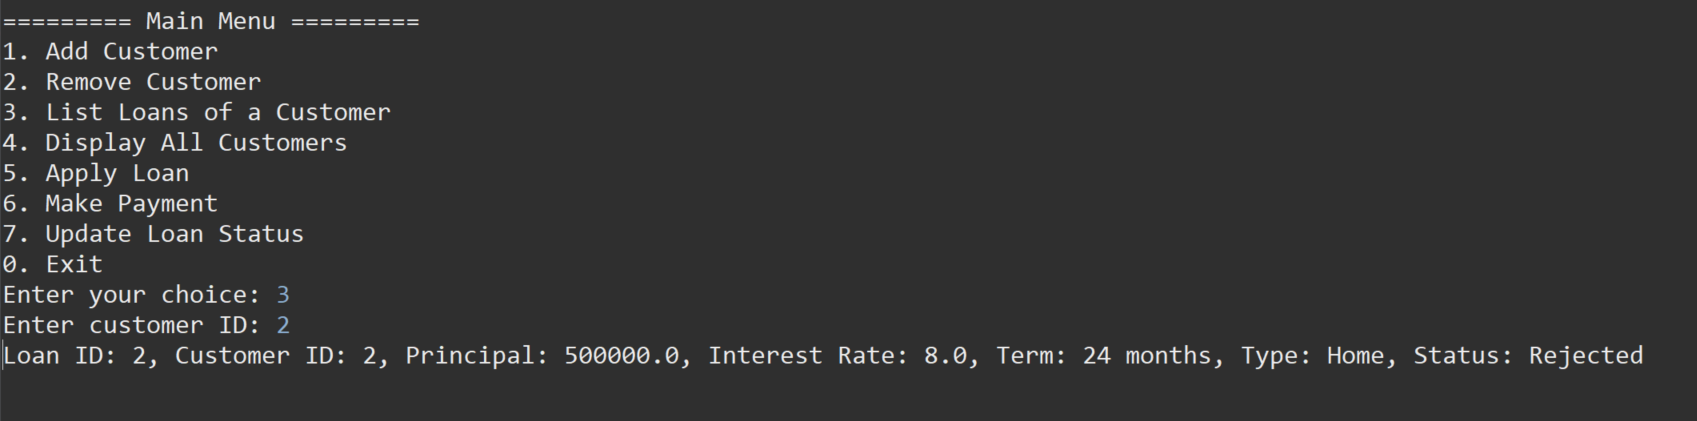 ========= Main Menu =========
1. Add Customer
2. Remove Customer
3. List Loans of a Customer
4. Display All Customers
5. Apply Loan
6. Make Payment
7. Update Loan Status
0. Exit
Enter your choice: 3
Enter customer ID: 2
Loan ID: 2, Customer ID: 2, Principal: 500000.0, Interest Rate: 8.0, Term: 24 months, Type: Home, Status: Rejected